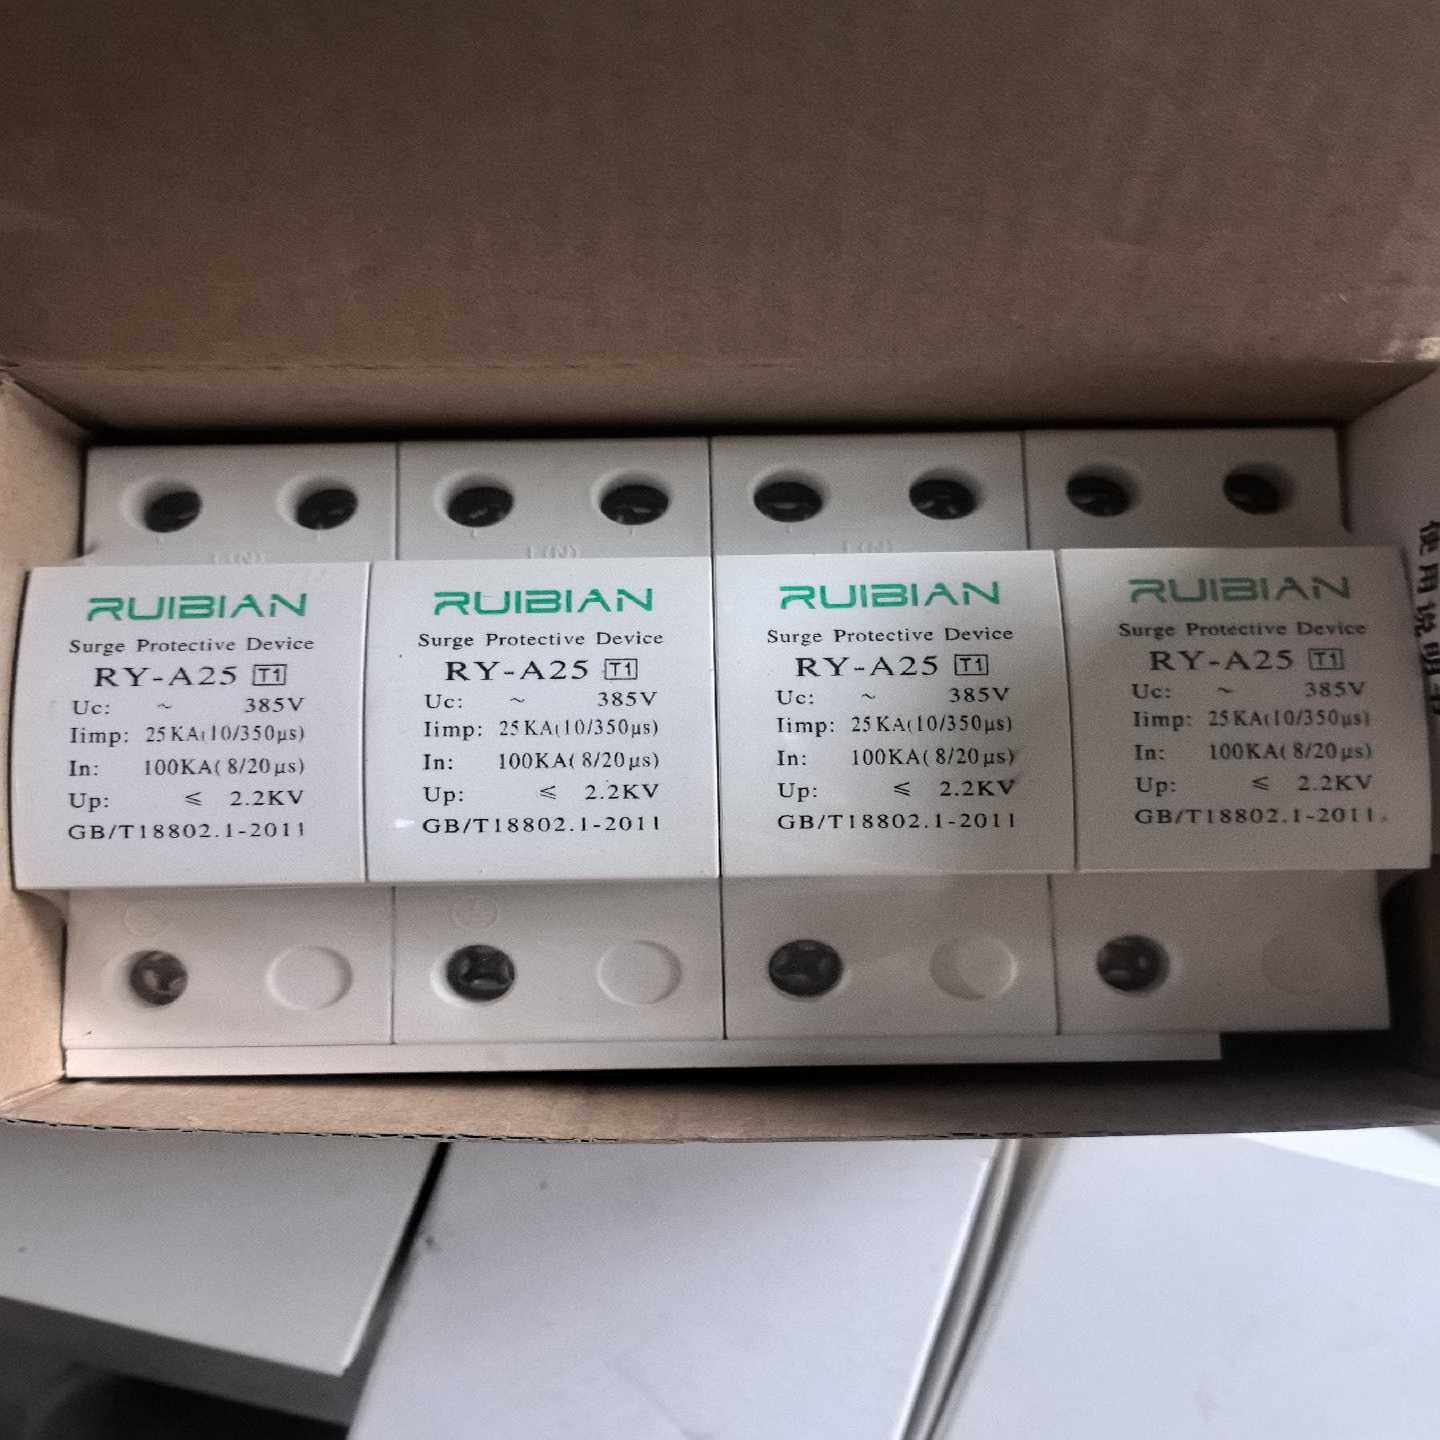 L(N)
L(N)
L(N)
RUIBIAN
Surge Protective Device
RY-A25 T1
Uc: ~ 385V
Iimp: 25KA(10/350μs)
In: 100KA(8/20μs)
Up: ≤ 2.2KV
GB/T18802.1-2011
RUIBIAN
Surge Protective Device
RY-A25 T1
Uc: ~ 385V
Iimp: 25KA(10/350μs)
In: 100KA(8/20μs)
Up: ≤ 2.2KV
GB/T18802.1-2011
RUIBIAN
Surge Protective Device
RY-A25 T1
Uc: ~ 385V
Iimp: 25KA(10/350μs)
In: 100KA(8/20μs)
Up: ≤ 2.2KV
GB/T18802.1-2011
RUIBIAN
Surge Protective Device
RY-A25 T1
Uc: ~ 385V
Iimp: 25KA(10/350μs)
In: 100KA(8/20μs)
Up: ≤ 2.2KV
GB/T18802.1-2011
使用说明书